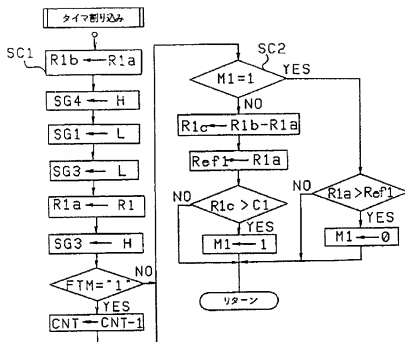 タイマ割り込み
SC1
R1b ← R1a
SG4 ← H
SG1 ← L
SG3 ← L
R1a ← R1
SG3 ← H
FTM="1"
NO
YES
CNT ← CNT-1
SC2
M1=1
YES
NO
R1c ← R1b-R1a
Ref1 ← R1a
NO
R1c > C1
YES
M1 ← 1
NO
R1a>Ref1
YES
M1 ← 0
リターン